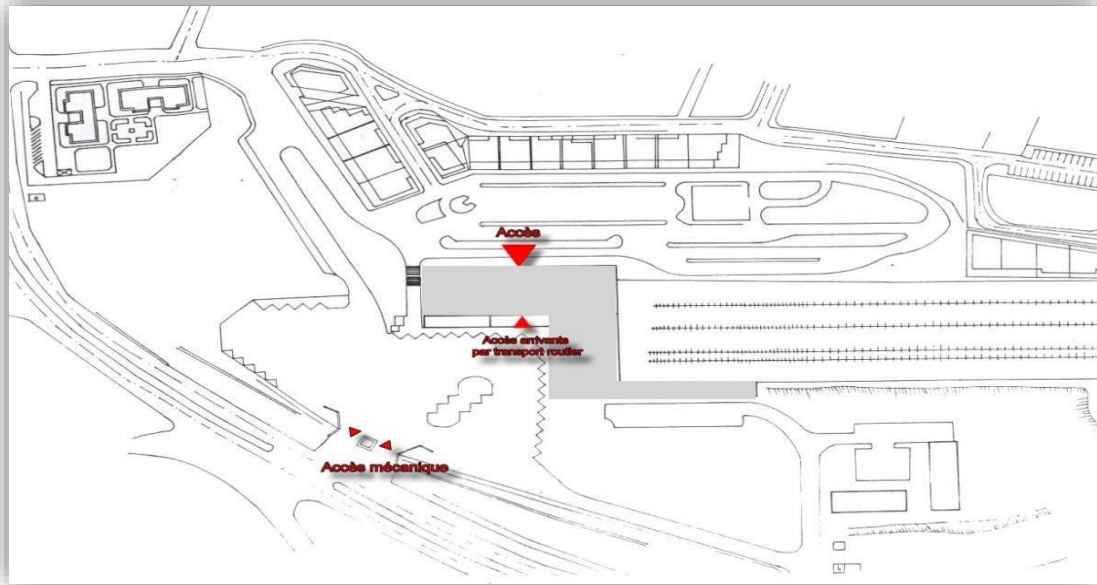 Accès
Accès arrivants
par transport routier
Accès mécanique